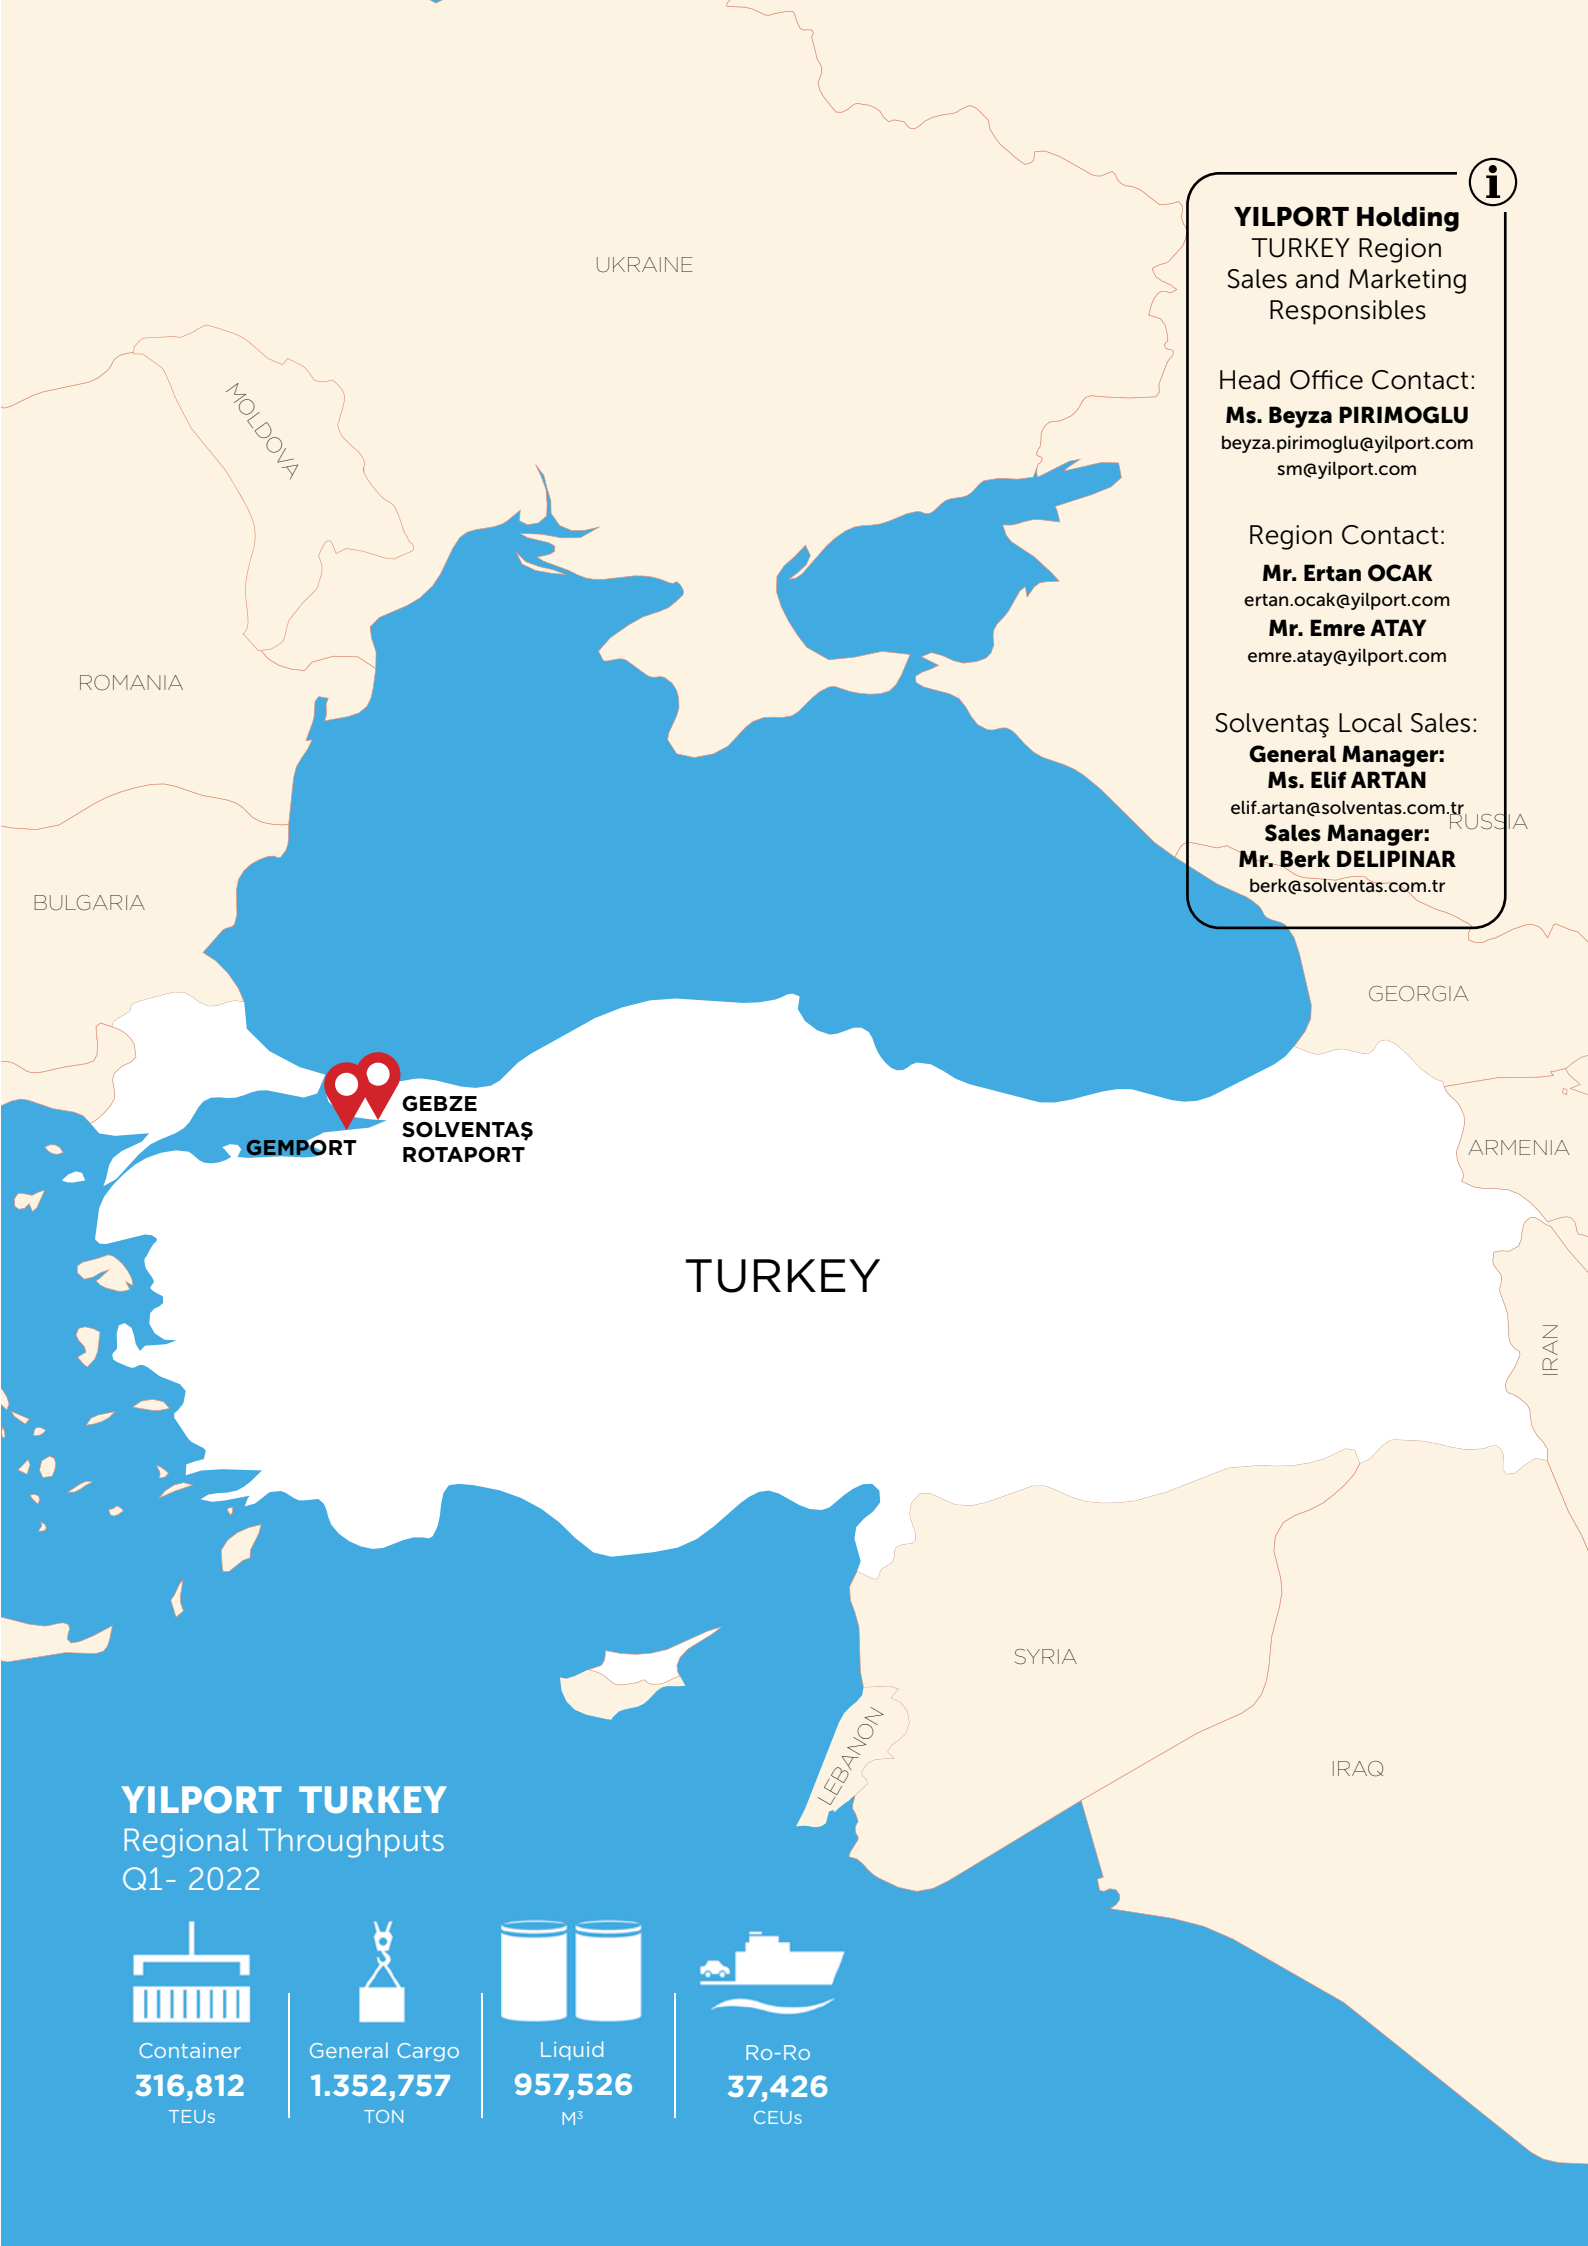 UKRAINE
MOLDOVA
ROMANIA
BULGARIA
RUSSIA
GEORGIA
ARMENIA
IRAN
IRAQ
SYRIA
LEBANON
TURKEY
GEMPORT
GEBZE
SOLVENTAŞ
ROTAPORT
i
YILPORT Holding
TURKEY Region
Sales and Marketing
Responsibles
Head Office Contact:
Ms. Beyza PIRIMOGLU
beyza.pirimoglu@yilport.com
sm@yilport.com
Region Contact:
Mr. Ertan OCAK
ertan.ocak@yilport.com
Mr. Emre ATAY
emre.atay@yilport.com
Solventaş Local Sales:
General Manager:
Ms. Elif ARTAN
elif.artan@solventas.com.tr
Sales Manager:
Mr. Berk DELIPINAR
berk@solventas.com.tr
YILPORT TURKEY
Regional Throughputs
Q1- 2022
Container
316,812
TEUs
General Cargo
1.352,757
TON
Liquid
957,526
M³
Ro-Ro
37,426
CEUs